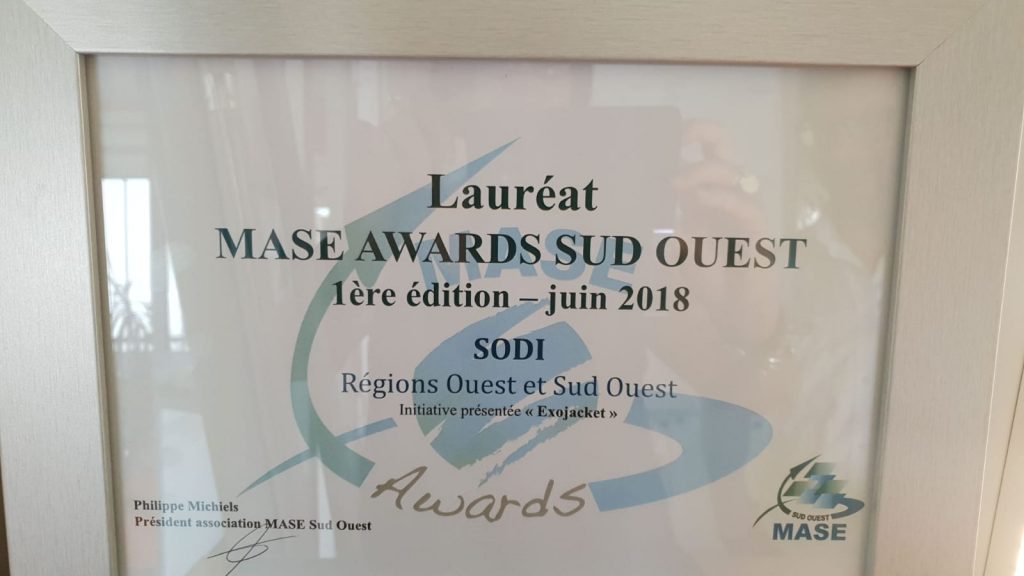 Lauréat
MASE AWARDS SUD OUEST
MASE
1ère édition – juin 2018
SODI
Régions Ouest et Sud Ouest
Initiative présentée « Exojacket »
Awards
Philippe Michiels
Président association MASE Sud Ouest
SUD OUEST
MASE